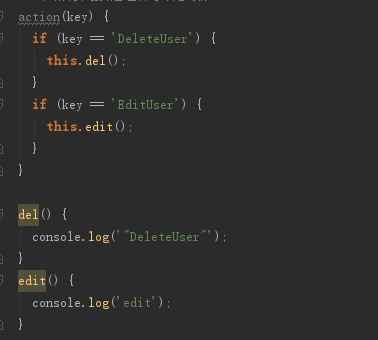 action(key) {
if (key == 'DeleteUser') {
this.del();
}
if (key == 'EditUser') {
this.edit();
}
}
del() {
console.log('"DeleteUser"');
}
edit() {
console.log('edit');
}